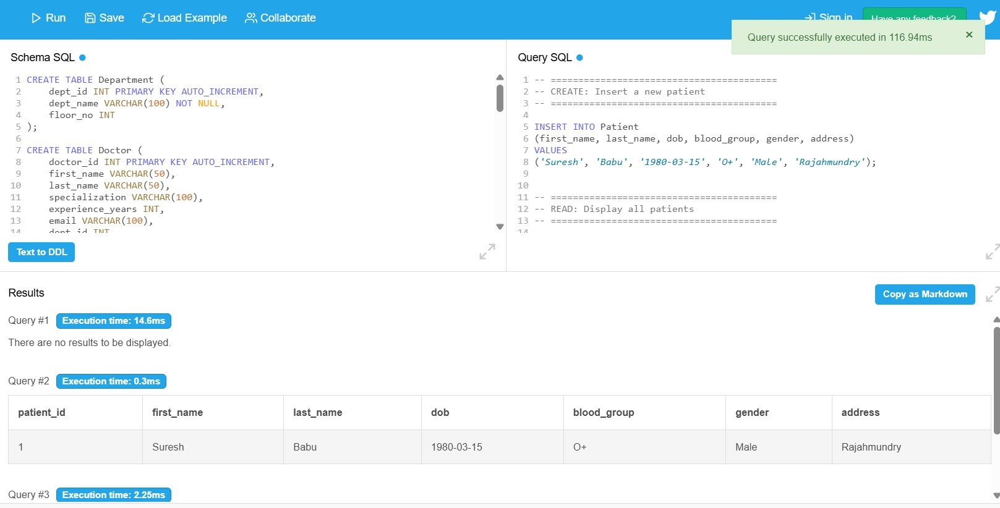 Run Save Load Example Collaborate Sign in Have any feedback?
Query successfully executed in 116.94ms ×
Schema SQL
1 CREATE TABLE Department (
2 dept_id INT PRIMARY KEY AUTO_INCREMENT,
3 dept_name VARCHAR(100) NOT NULL,
4 floor_no INT
5 );
6
7 CREATE TABLE Doctor (
8 doctor_id INT PRIMARY KEY AUTO_INCREMENT,
9 first_name VARCHAR(50),
10 last_name VARCHAR(50),
11 specialization VARCHAR(100),
12 experience_years INT,
13 email VARCHAR(100),
14 dept_id INT
Text to DDL
Query SQL
1 -- =========================================
2 -- CREATE: Insert a new patient
3 -- =========================================
4
5 INSERT INTO Patient
6 (first_name, last_name, dob, blood_group, gender, address)
7 VALUES
8 ('Suresh', 'Babu', '1980-03-15', 'O+', 'Male', 'Rajahmundry');
9
10
11 -- =========================================
12 -- READ: Display all patients
13 -- =========================================
14
Results
Copy as Markdown
Query #1 Execution time: 14.6ms
There are no results to be displayed.
Query #2 Execution time: 0.3ms
patient_id first_name last_name dob blood_group gender address
1 Suresh Babu 1980-03-15 O+ Male Rajahmundry
Query #3 Execution time: 2.25ms